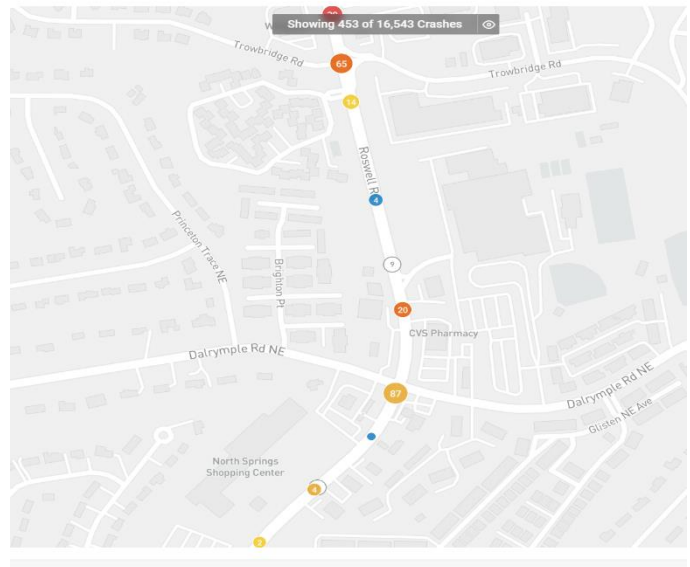 Showing 453 of 16,543 Crashes
Trowbridge Rd
65
Trowbridge Rd
14
Roswell Rd
4
Princeton Trace NE
Brighton Pt
9
20
CVS Pharmacy
Dalrymple Rd NE
87
Dalrymple Rd NE
Glisten NE Ave
North Springs
Shopping Center
4
2